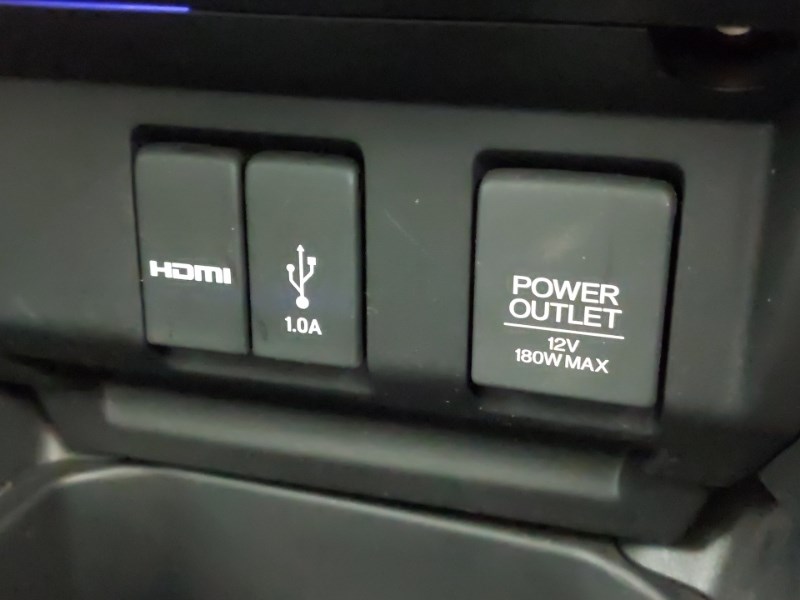 HDMI
1.0A
POWER
OUTLET
12V
180W MAX